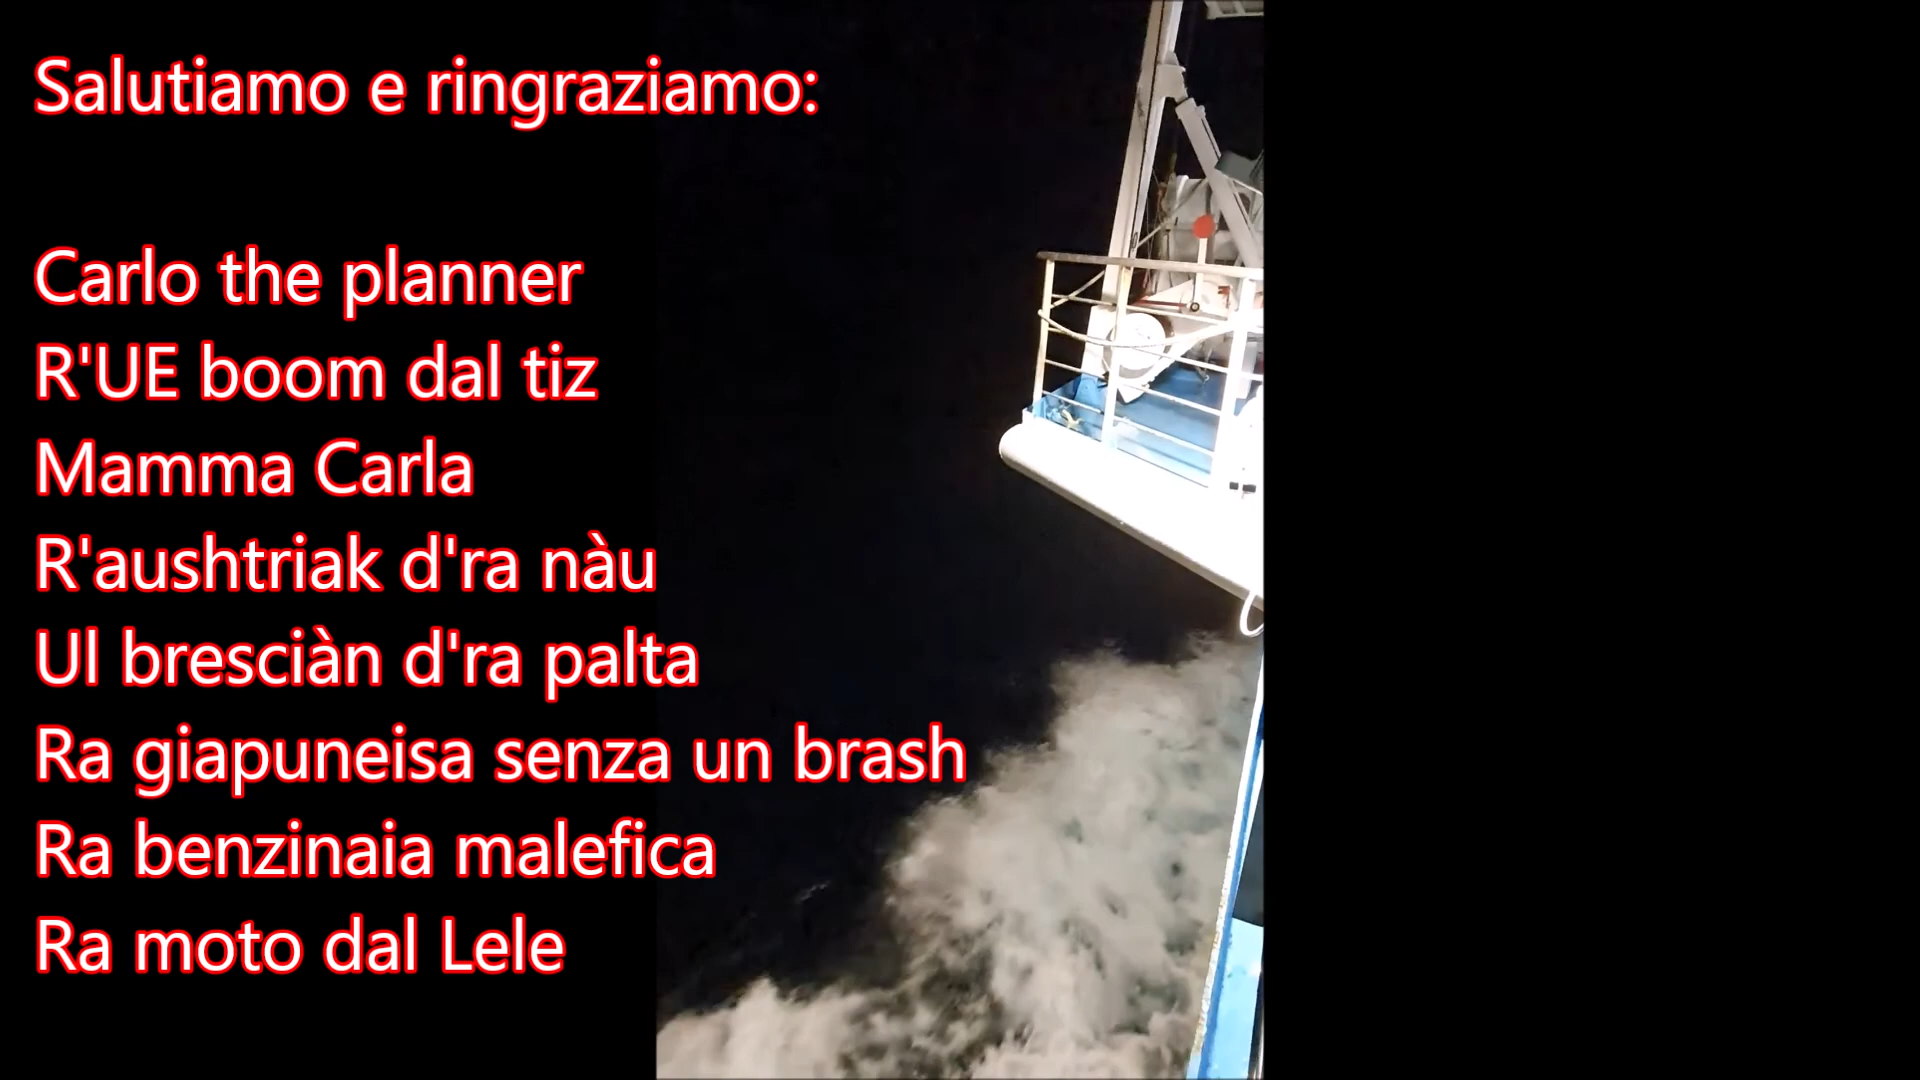 Salutiamo e ringraziamo:
Carlo the planner
R'UE boom dal tiz
Mamma Carla
R'aushtriak d'ra nàu
Ul bresciàn d'ra palta
Ra giapuneisa senza un brash
Ra benzinaia malefica
Ra moto dal Lele